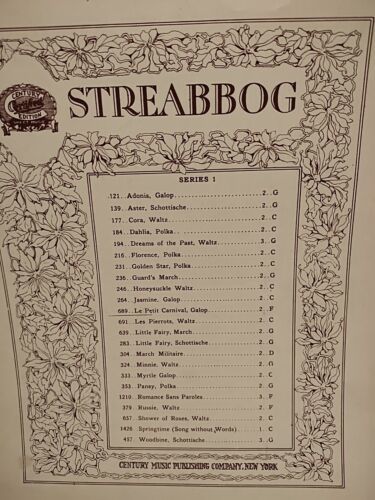 CENTURY
Certified
EDITION
STREABBOG
SERIES 1
121. Adonia, Galop 2. G
139. Aster, Schottische 2. G
177. Cora, Waltz 2. C
184. Dahlia, Polka 2. C
194. Dreams of the Past, Waltz 3. G
216. Florence, Polka 2. C
231. Golden Star, Polka 2. C
236. Guard's March 2. G
246. Honeysuckle Waltz 2. C
264. Jasmine, Galop 2. C
689. Le Petit Carnival, Galop 2. F
691. Les Pierrots, Waltz 2. C
639. Little Fairy, March 2. G
283. Little Fairy, Schottische 2. G
304. March Militaire 2. D
324. Minnie, Waltz 2. G
333. Myrtle Galop 2. C
353. Pansy, Polka 2. G
1210. Romance Sans Paroles 3. F
379. Russie, Waltz 2. F
657. Shower of Roses, Waltz 2. C
1426. Springtime (Song without Words) 1. C
457. Woodbine, Schottische 3. G
CENTURY MUSIC PUBLISHING COMPANY, NEW YORK